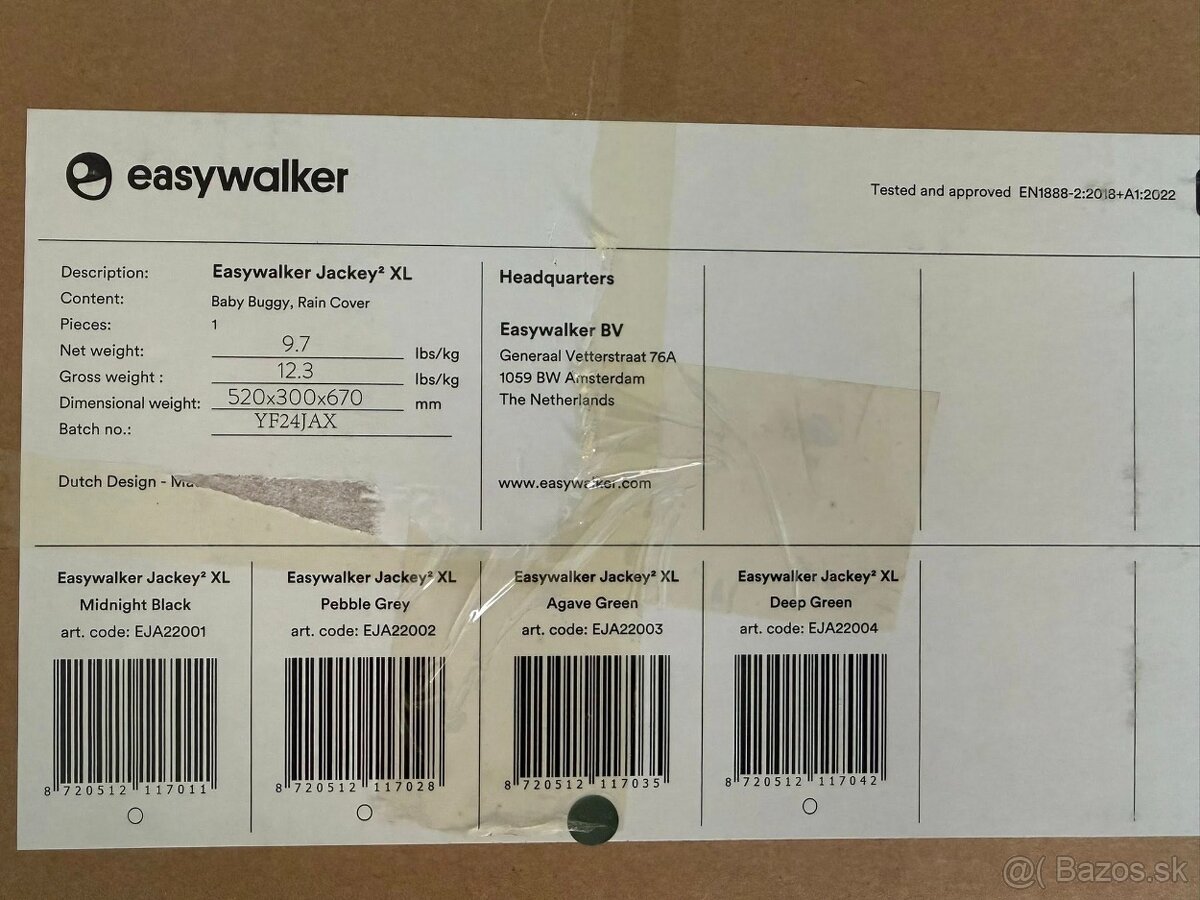 easywalker
Tested and approved EN1888-2:2018+A1:2022
Description: Easywalker Jackey² XL
Content: Baby Buggy, Rain Cover
Pieces: 1
Net weight: 9.7 lbs/kg
Gross weight : 12.3 lbs/kg
Dimensional weight: 520x300x670 mm
Batch no.: YF24JAX
Dutch Design -
Headquarters
Easywalker BV
Generaal Vetterstraat 76A
1059 BW Amsterdam
The Netherlands
www.easywalker.com
Easywalker Jackey² XL
Midnight Black
art. code: EJA22001
8 720512 117011
Easywalker Jackey² XL
Pebble Grey
art. code: EJA22002
8 720512 117028
Easywalker Jackey² XL
Agave Green
art. code: EJA22003
8 720512 117035
Easywalker Jackey² XL
Deep Green
art. code: EJA22004
8 720512 117042
@( Bazos.sk